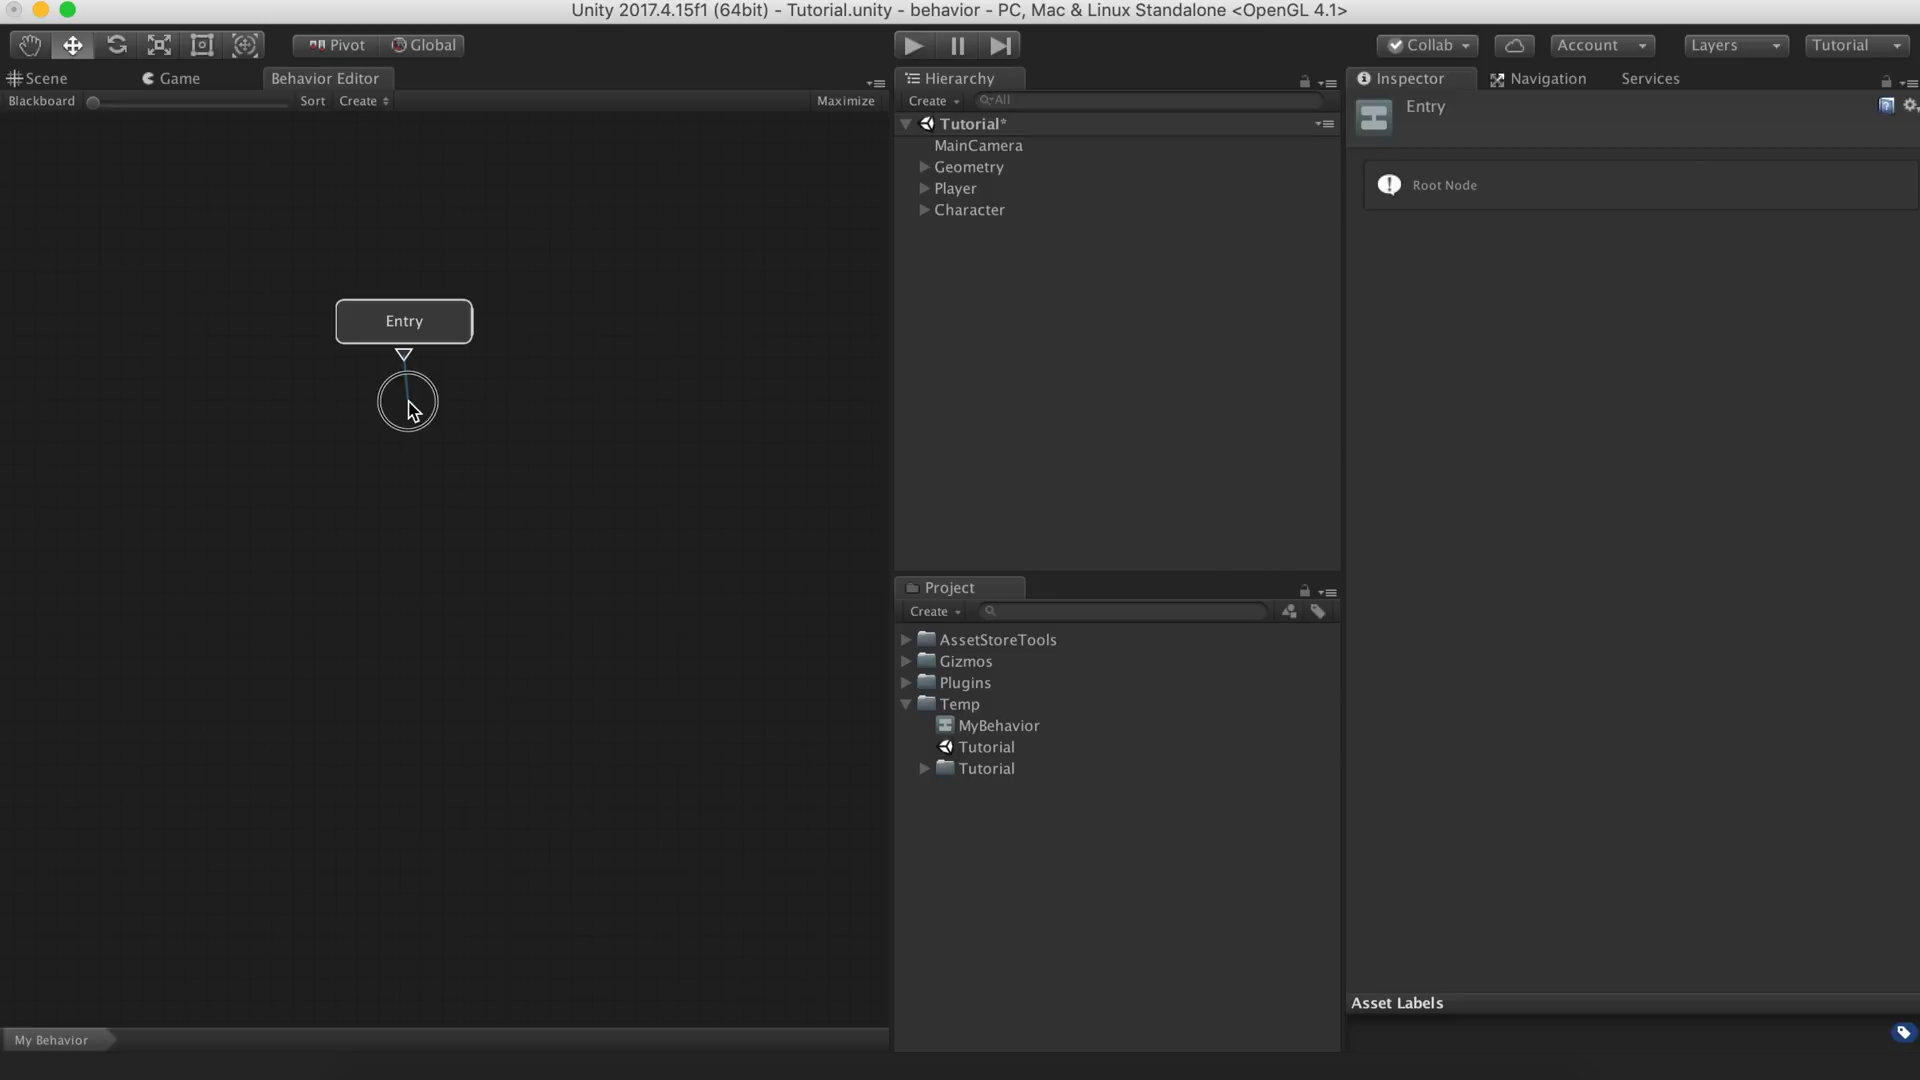 Unity 2017.4.15f1 (64bit) - Tutorial.unity - behavior - PC, Mac & Linux Standalone <OpenGL 4.1>
Pivot Global Collab Account Layers Tutorial
Scene Game Behavior Editor
Blackboard Sort Create Maximize
Entry
My Behavior
Hierarchy
Create All
Tutorial*
MainCamera
Geometry
Player
Character
Project
Create
AssetStoreTools
Gizmos
Plugins
Temp
MyBehavior
Tutorial
Tutorial
Inspector Navigation Services
Entry
Root Node
Asset Labels